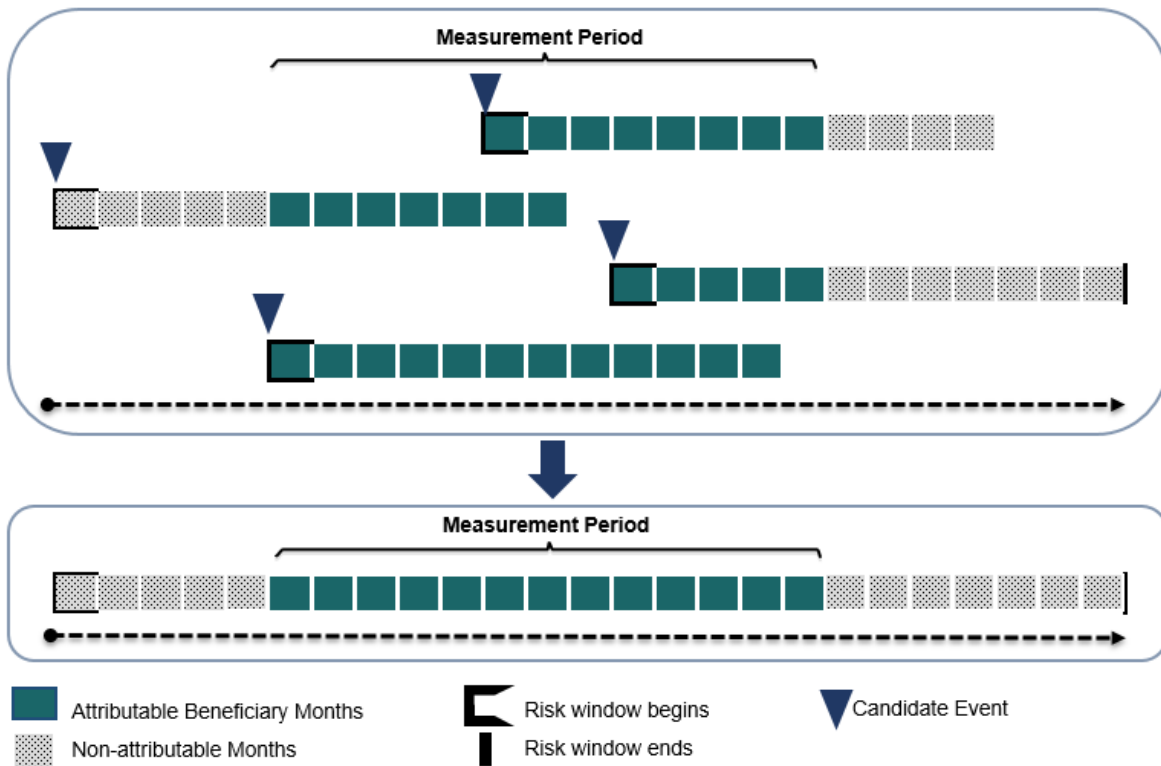 Measurement Period
Measurement Period
Attributable Beneficiary Months
Risk window begins
Candidate Event
Non-attributable Months
Risk window ends